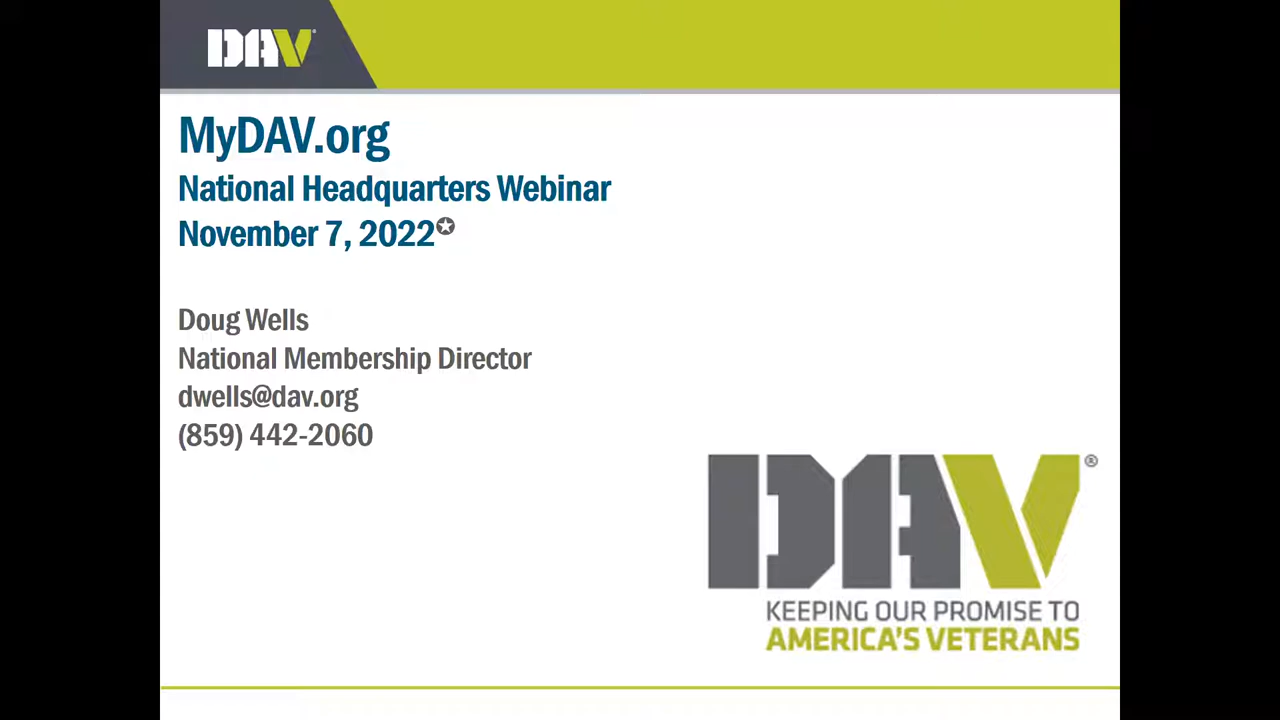 DAV
MyDAV.org
National Headquarters Webinar
November 7, 2022
Doug Wells
National Membership Director
dwells@dav.org
(859) 442-2060
DAV®
KEEPING OUR PROMISE TO
AMERICA'S VETERANS